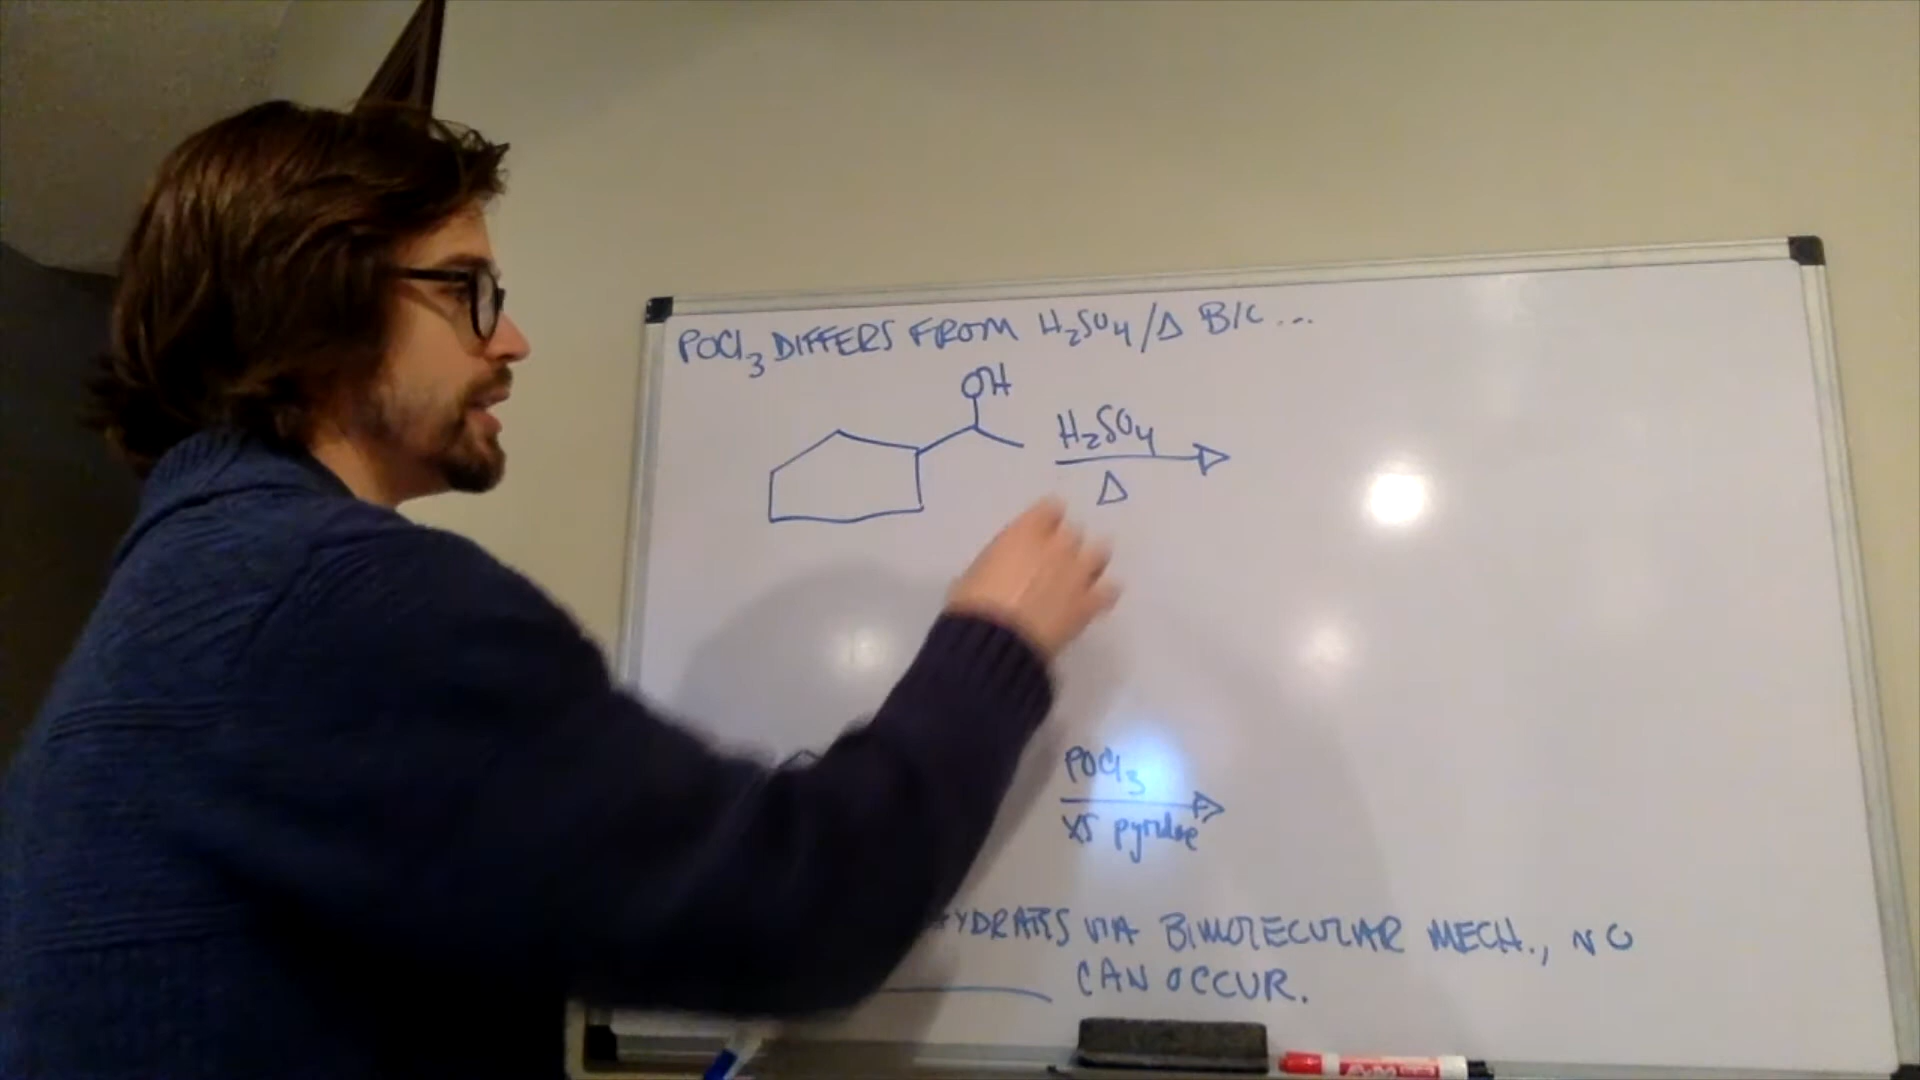 POCl3 DIFFERS FROM H2SO4/Δ B/C ...
OH
H2SO4
Δ
POCl3
XS pyridine
YDRATES VIA BIMOLECULAR MECH., NO
CAN OCCUR.